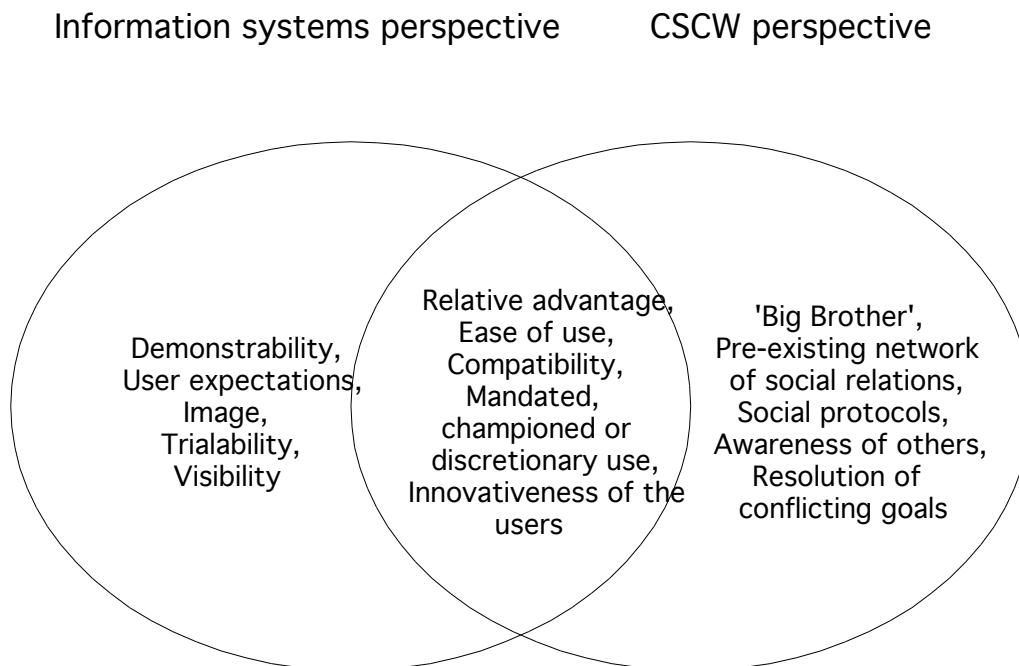 Information systems perspective
CSCW perspective
Demonstrability,
User expectations,
Image,
Trialability,
Visibility
Relative advantage,
Ease of use,
Compatibility,
Mandated,
championed or
discretionary use,
Innovativeness of the
users
'Big Brother',
Pre-existing network
of social relations,
Social protocols,
Awareness of others,
Resolution of
conflicting goals